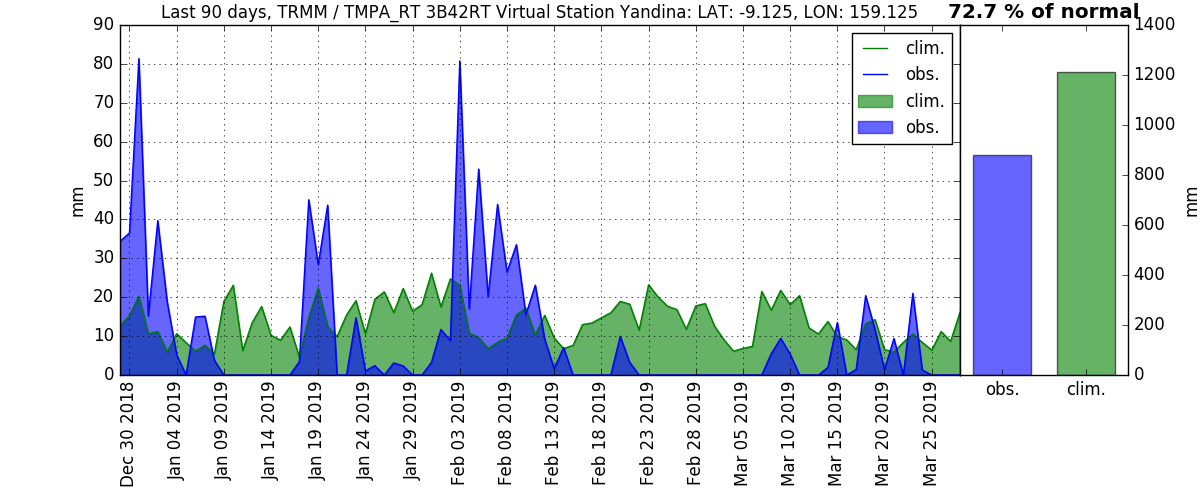 Last 90 days, TRMM / TMPA_RT 3B42RT Virtual Station Yandina: LAT: -9.125, LON: 159.125
72.7 % of normal
90
80
70
60
50
40
30
20
10
0
mm
clim.
obs.
clim.
obs.
1400
1200
1000
800
600
400
200
0
mm
obs.
clim.
Dec 30 2018
Jan 04 2019
Jan 09 2019
Jan 14 2019
Jan 19 2019
Jan 24 2019
Jan 29 2019
Feb 03 2019
Feb 08 2019
Feb 13 2019
Feb 18 2019
Feb 23 2019
Feb 28 2019
Mar 05 2019
Mar 10 2019
Mar 15 2019
Mar 20 2019
Mar 25 2019